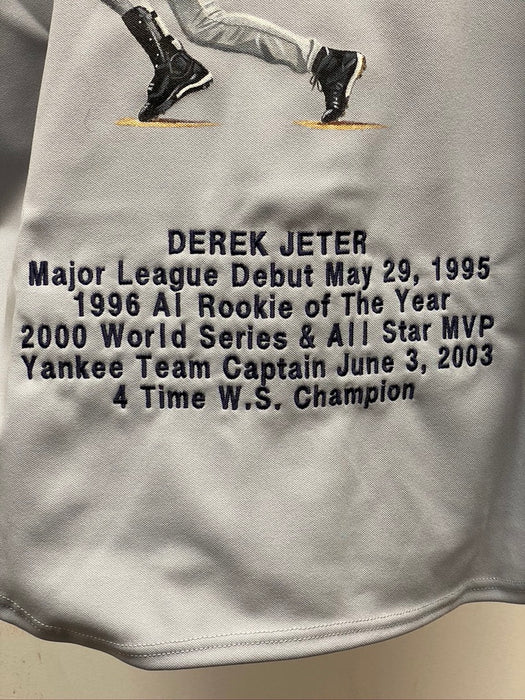 DEREK JETER
Major League Debut May 29, 1995
1996 Al Rookie of The Year
2000 World Series & All Star MVP
Yankee Team Captain June 3, 2003
4 Time W.S. Champion